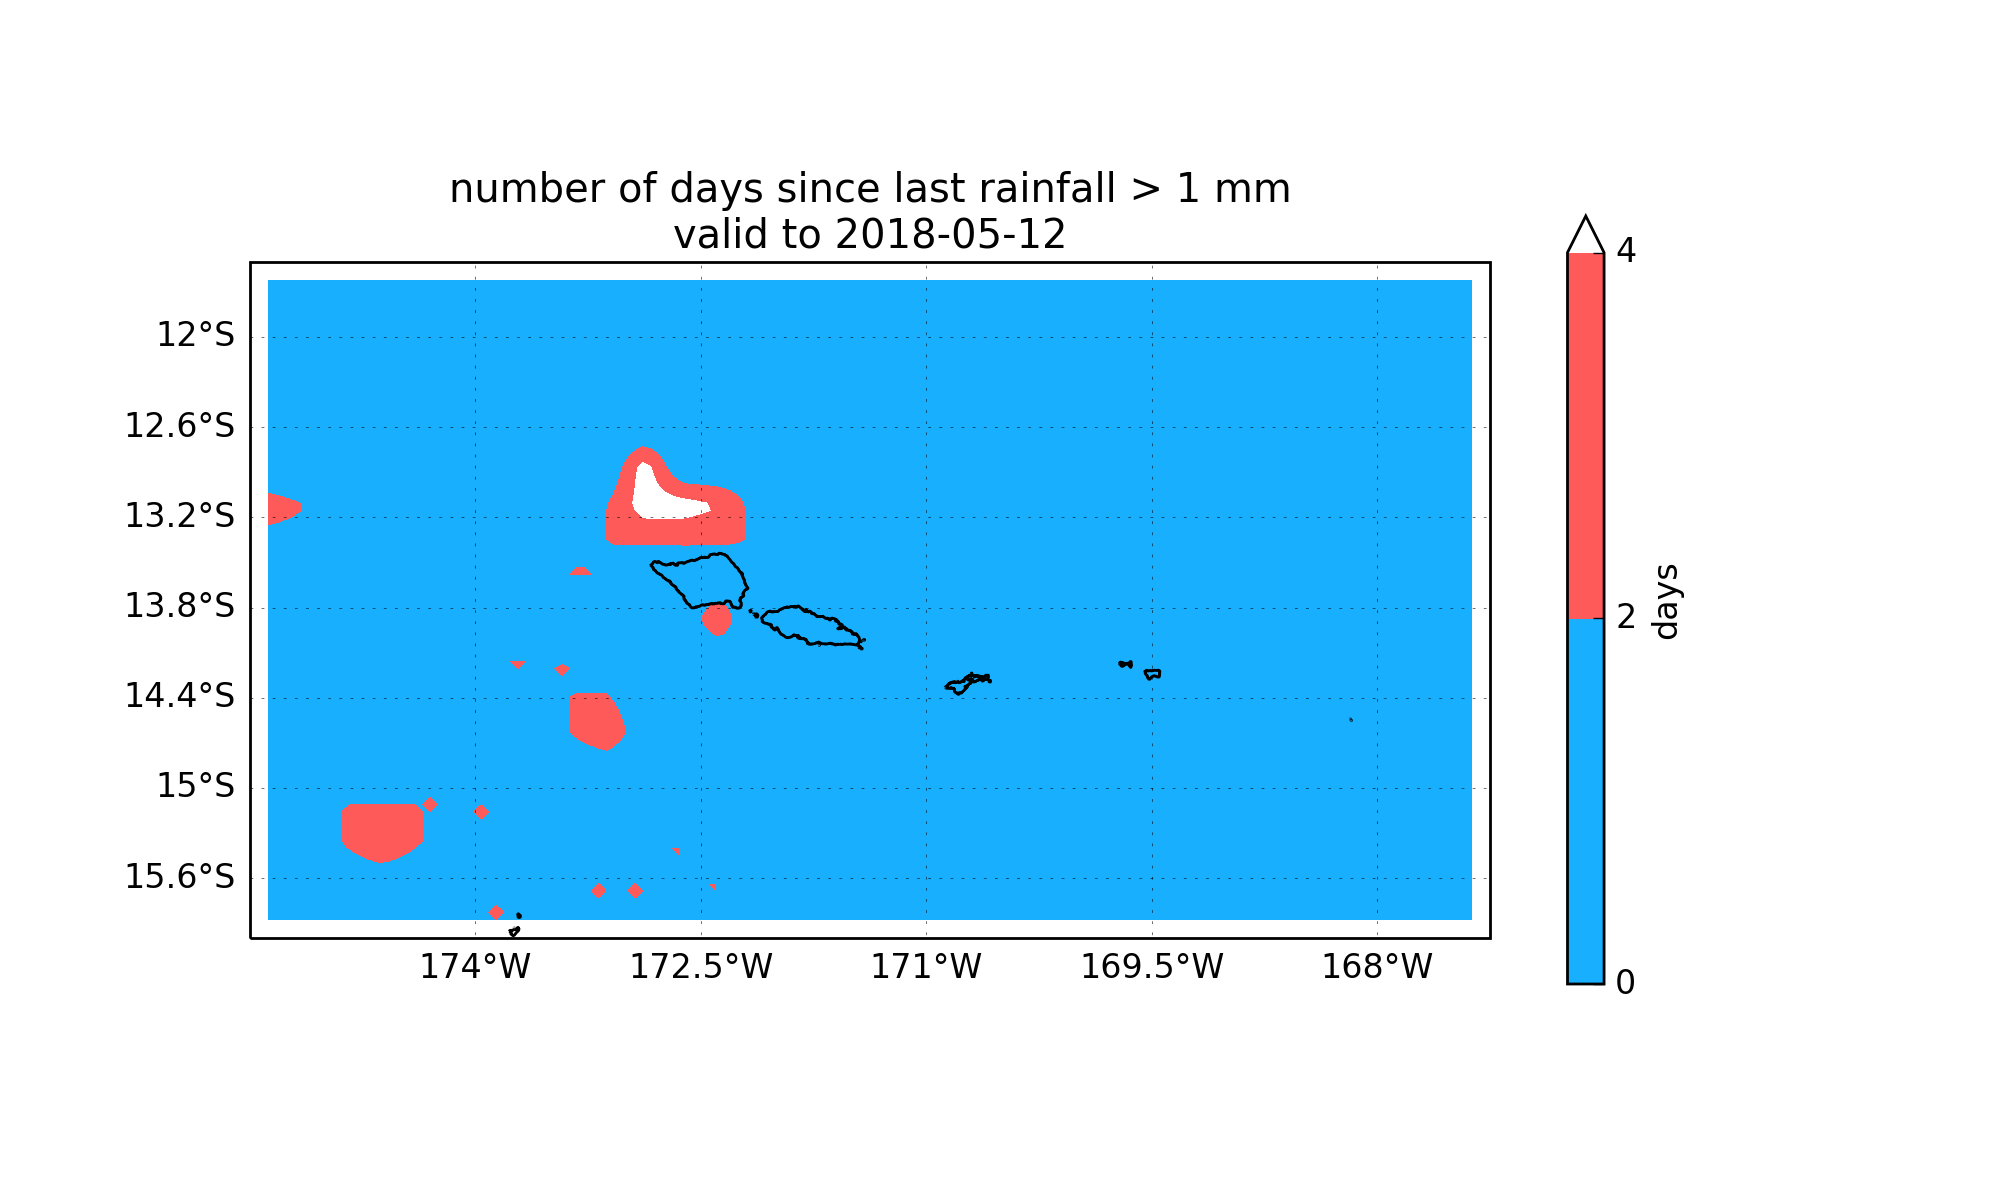 number of days since last rainfall > 1 mm
valid to 2018-05-12
12°S
12.6°S
13.2°S
13.8°S
14.4°S
15°S
15.6°S
174°W
172.5°W
171°W
169.5°W
168°W
4
2
0
days